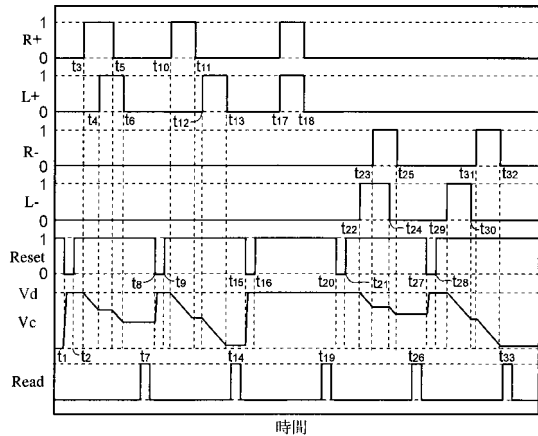 1
R+
0
t3 t5 t10 t11
1
L+
0
t4 t6 t12 t13 t17 t18
1
R-
0
t23 t25 t31 t32
1
L-
0
t22 t24 t29 t30
1
Reset
0
t8 t9 t15 t16 t20 t21 t27 t28
Vd
Vc
t1 t2 t7 t14 t19 t26 t33
Read
時間